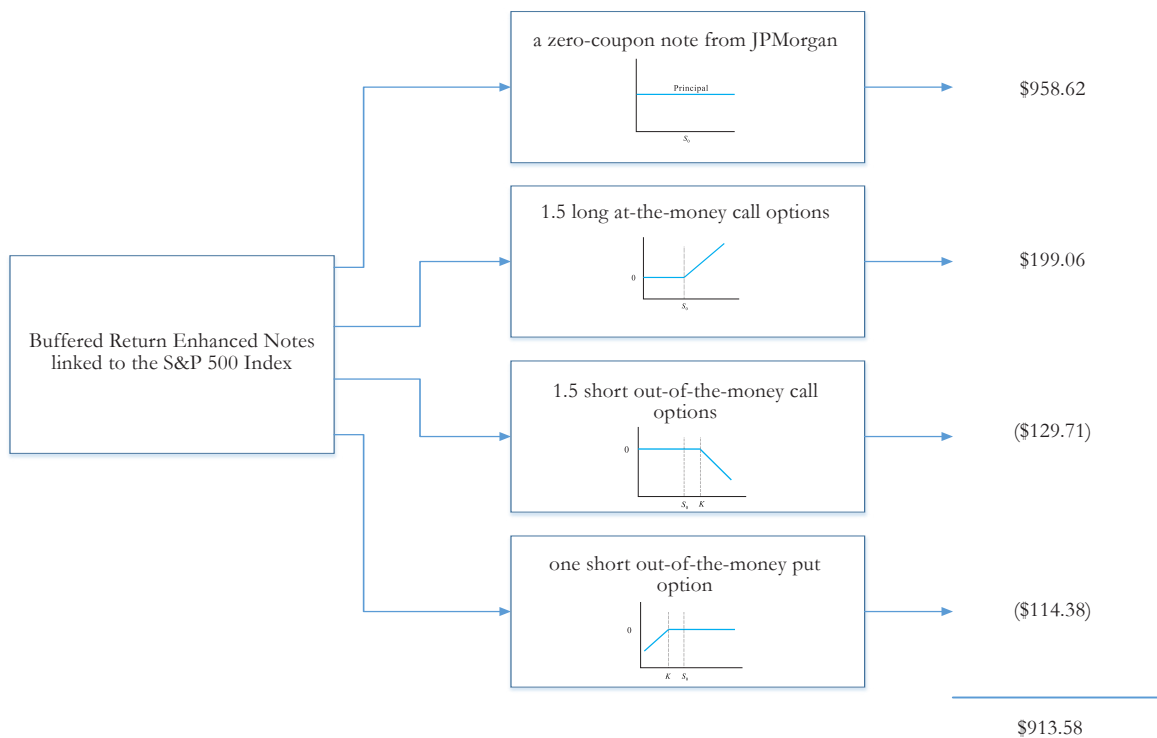 a zero-coupon note from JPMorgan
Principal
S₀
$958.62
1.5 long at-the-money call options
0
S₀
$199.06
Buffered Return Enhanced Notes
linked to the S&P 500 Index
1.5 short out-of-the-money call
options
0
S₀ K
($129.71)
one short out-of-the-money put
option
0
K S₀
($114.38)
$913.58